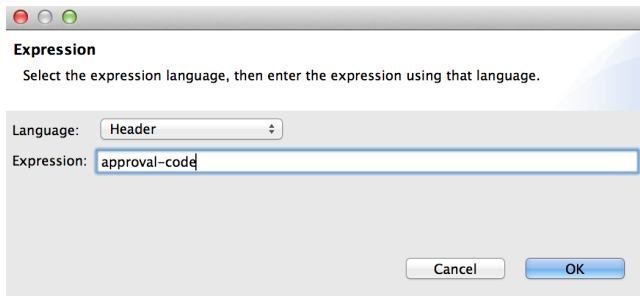 Expression
Select the expression language, then enter the expression using that language.
Language: Header
Expression: approval-code
Cancel OK